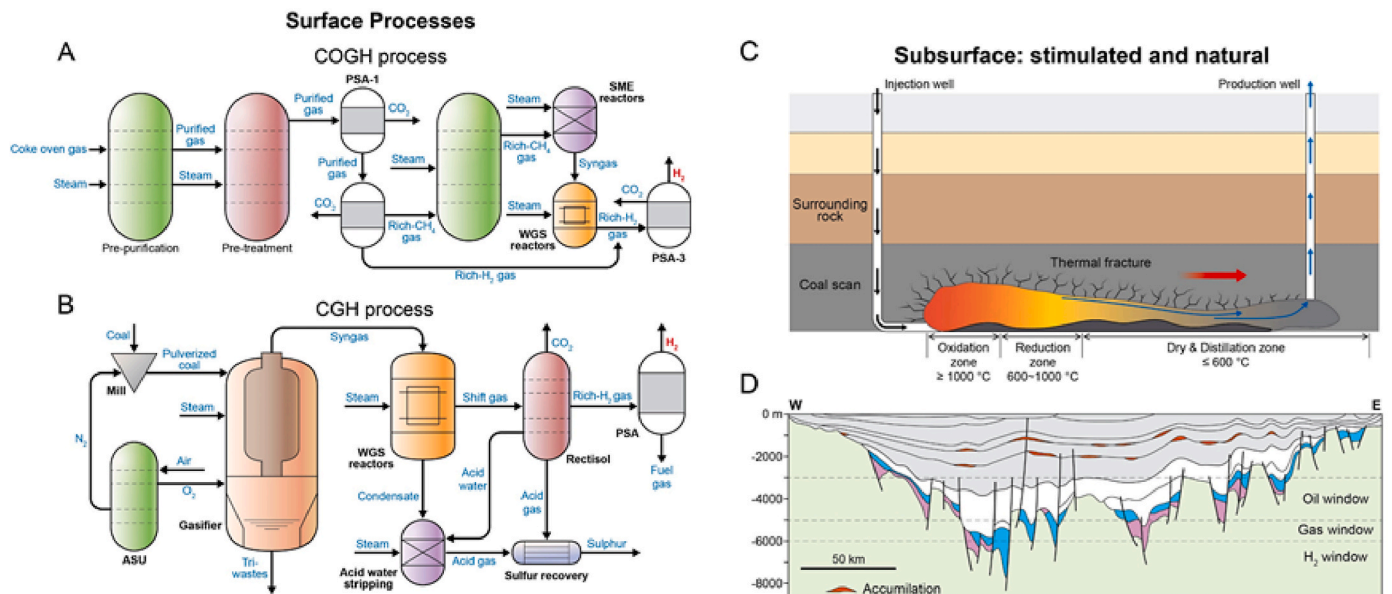 Surface Processes
A
COGH process
PSA-1
Purified
gas
CO2
Steam
SME
reactors
Purified
gas
Coke oven gas
Steam
Steam
Rich-CH4
gas
Purified
gas
Steam
Syngas
CO2
Rich-CH4
gas
Steam
CO2
H2
Rich-H2
gas
Pre-purification
Pre-treatment
WGS
reactors
PSA-3
Rich-H2 gas
B
CGH process
Coal
Syngas
CO2
H2
Pulverized
coal
Mill
Steam
Steam
Shift gas
Rich-H2 gas
PSA
N2
WGS
reactors
Rectisol
Air
O2
Acid
water
Fuel
gas
Condensate
Acid
gas
Gasifier
ASU
Steam
Acid gas
Sulphur
Tri-
wastes
Acid water
stripping
Sulfur recovery
C
Subsurface: stimulated and natural
Injection well
Production well
Surrounding
rock
Thermal fracture
Coal scan
Oxidation
zone
≥ 1000 °C
Reduction
zone
600~1000 °C
Dry & Distillation zone
≤ 600 °C
D
W
E
0 m
-2000
-4000
Oil window
Gas window
-6000
H2 window
50 km
-8000
Accumilation